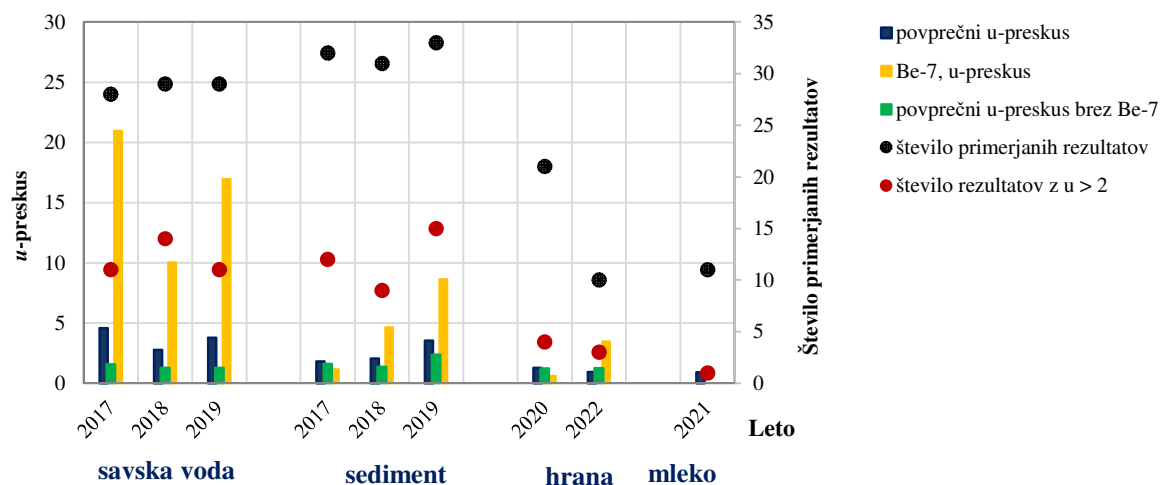 30
25
20
15
10
5
0
u-preskus
35
30
25
20
15
10
5
0
Število primerjanih rezultatov
2017
2018
2019
2017
2018
2019
2020
2022
2021
Leto
savska voda
sediment
hrana
mleko
povprečni u-preskus
Be-7, u-preskus
povprečni u-preskus brez Be-7
število primerjanih rezultatov
število rezultatov z u > 2